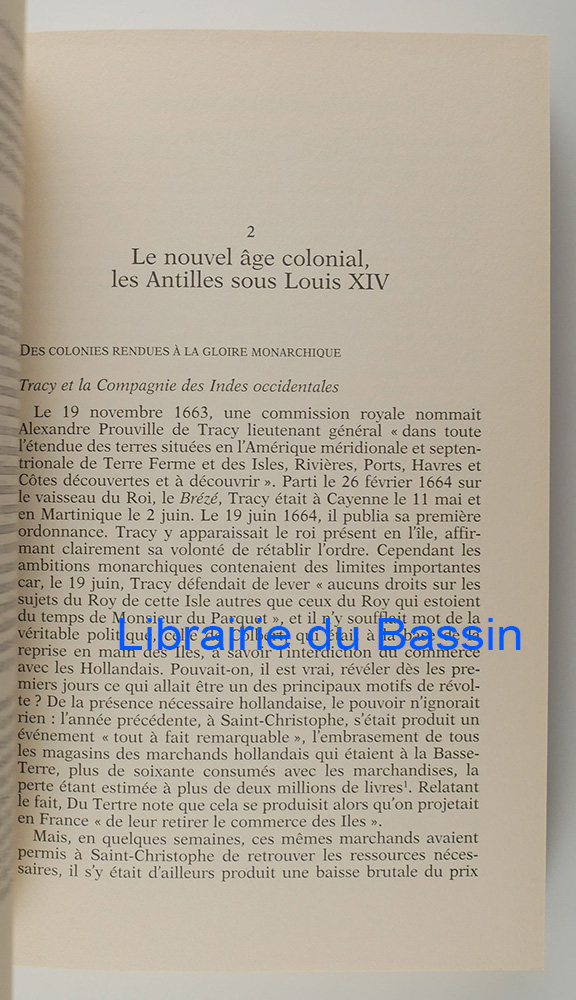 2
Le nouvel âge colonial,
les Antilles sous Louis XIV
DES COLONIES RENDUES À LA GLOIRE MONARCHIQUE
Tracy et la Compagnie des Indes occidentales
Le 19 novembre 1663, une commission royale nommait
Alexandre Prouville de Tracy lieutenant général « dans toute
l'étendue des terres situées en l'Amérique méridionale et septen-
trionale de Terre Ferme et des Isles, Rivières, Ports, Havres et
Côtes découvertes et à découvrir ». Parti le 26 février 1664 sur
le vaisseau du Roi, le Brézé, Tracy était à Cayenne le 11 mai et
en Martinique le 2 juin. Le 19 juin 1664, il publia sa première
ordonnance. Tracy y apparaissait le roi présent en l'île, affir-
mant clairement sa volonté de rétablir l'ordre. Cependant les
ambitions monarchiques contenaient des limites importantes
car, le 19 juin, Tracy défendait de lever « aucuns droits sur les
sujets du Roy de cette Isle autres que ceux du Roy qui estoient
du temps de Monsieur du Parquet », et il n'y soufflait mot de la
véritable politique, celle de Colbert, qui était à la base de la
reprise en main des Iles, à savoir l'interdiction du commerce
avec les Hollandais. Pouvait-on, il est vrai, révéler dès les pre-
miers jours ce qui allait être un des principaux motifs de révol-
te ? De la présence nécessaire hollandaise, le pouvoir n'ignorait
rien : l'année précédente, à Saint-Christophe, s'était produit un
événement « tout à fait remarquable », l'embrasement de tous
les magasins des marchands hollandais qui étaient à la Basse-
Terre, plus de soixante consumés avec les marchandises, la
perte étant estimée à plus de deux millions de livres¹. Relatant
le fait, Du Tertre note que cela se produisit alors qu'on projetait
en France « de leur retirer le commerce des Iles ».
Mais, en quelques semaines, ces mêmes marchands avaient
permis à Saint-Christophe de retrouver les ressources néces-
saires, il s'y était d'ailleurs produit une baisse brutale du prix
Librairie du Bassin
Librairie du Bassin